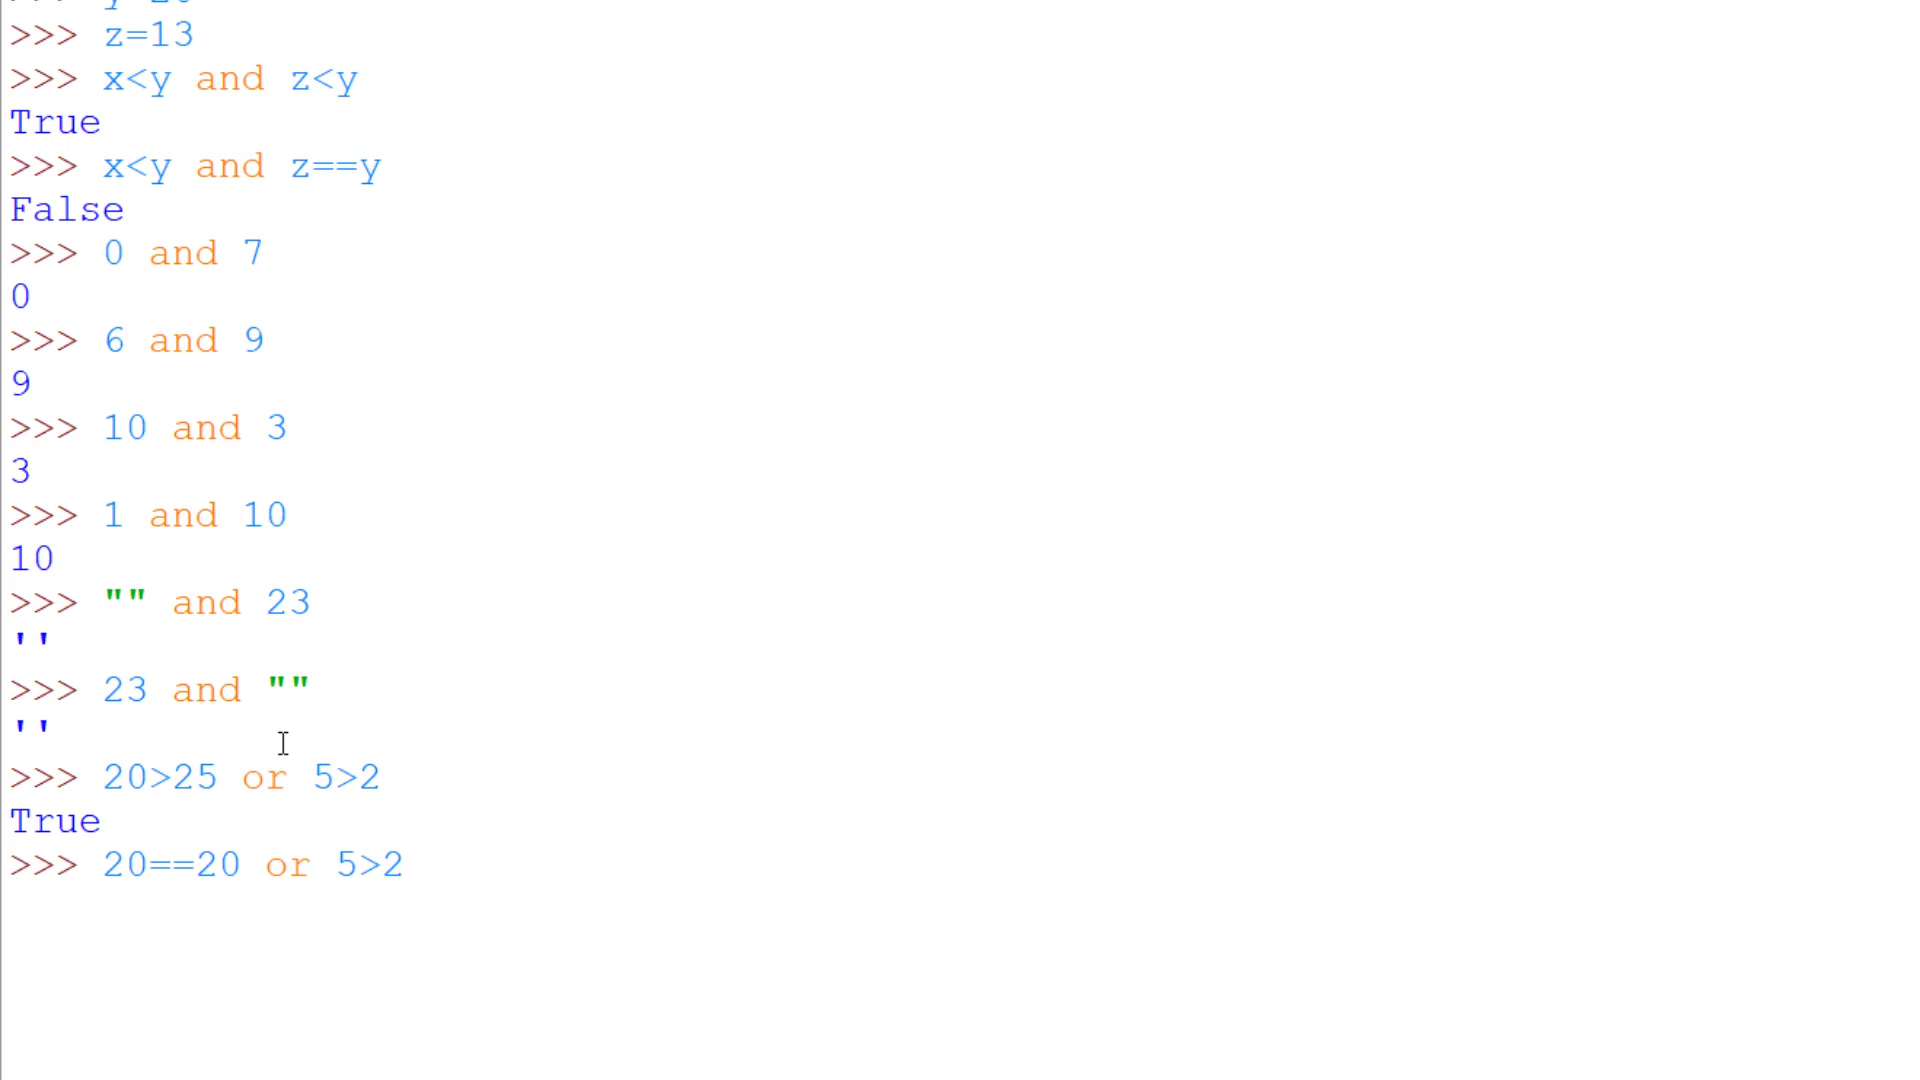 >>> z=13
>>> x<y and z<y
True
>>> x<y and z==y
False
>>> 0 and 7
0
>>> 6 and 9
9
>>> 10 and 3
3
>>> 1 and 10
10
>>> "" and 23
''
>>> 23 and ""
''
>>> 20>25 or 5>2
True
>>> 20==20 or 5>2